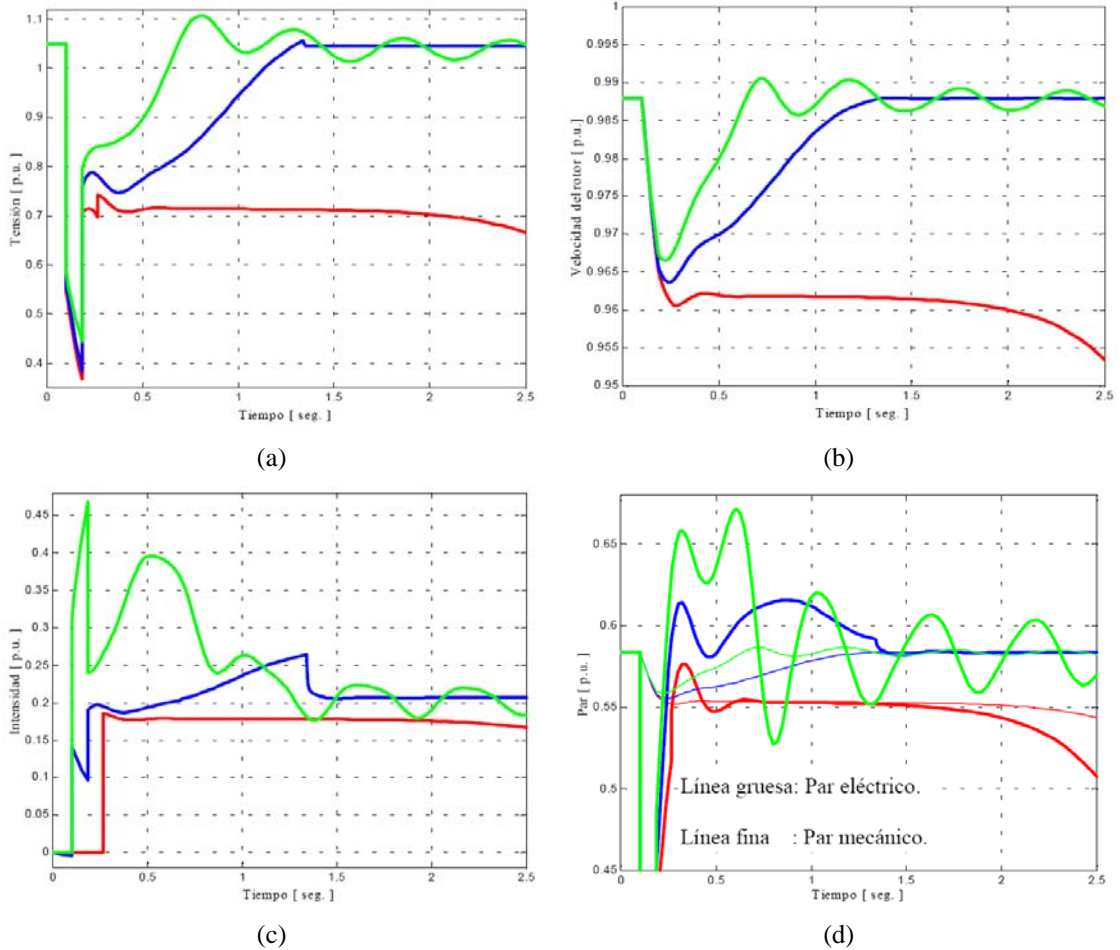 1.1
1
0.9
0.8
0.7
0.6
0.5
0.4
Tensión [ p.u. ]
0 0.5 1 1.5 2 2.5
Tiempo [ seg. ]
(a)
1
0.995
0.99
0.985
0.98
0.975
0.97
0.965
0.96
0.955
0.95
Velocidad del rotor [ p.u. ]
0 0.5 1 1.5 2 2.5
Tiempo [ seg. ]
(b)
0.45
0.4
0.35
0.3
0.25
0.2
0.15
0.1
0.05
0
Intensidad [ p.u. ]
0 0.5 1 1.5 2 2.5
Tiempo [ seg. ]
(c)
0.65
0.6
0.55
0.5
0.45
Par [ p.u. ]
Línea gruesa: Par eléctrico.
Línea fina : Par mecánico.
0 0.5 1 1.5 2 2.5
Tiempo [ seg. ]
(d)